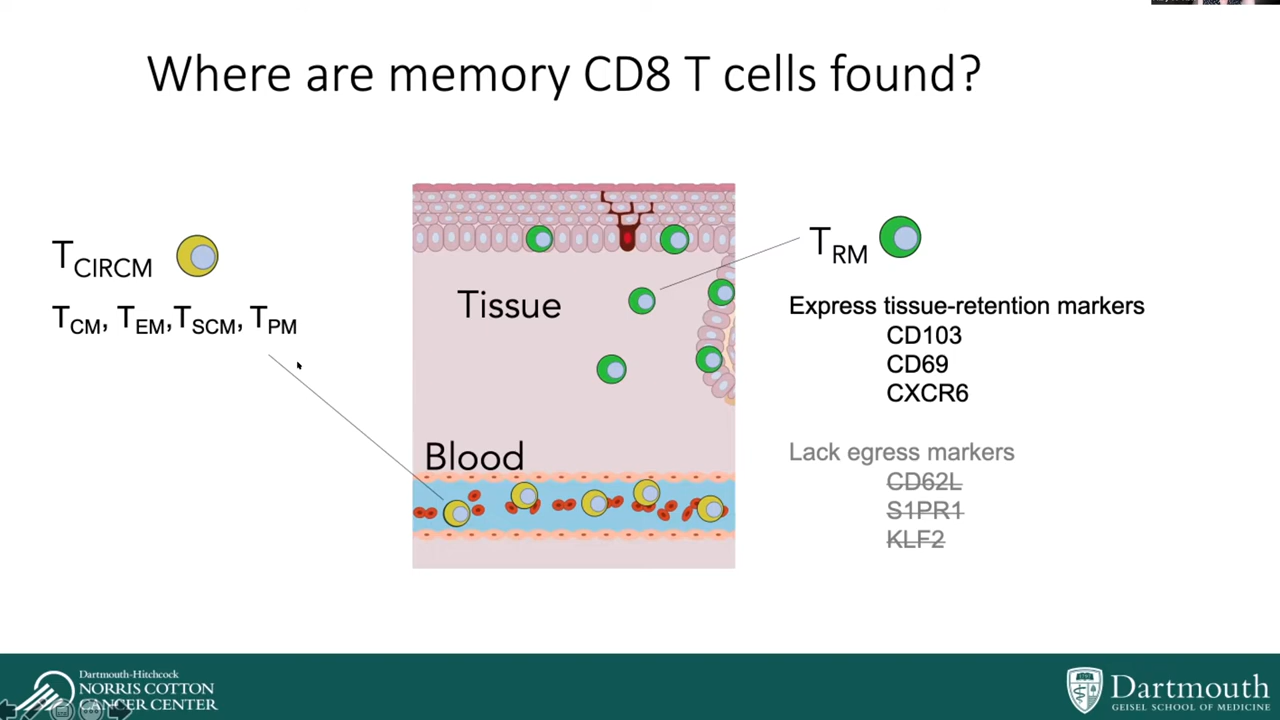 Where are memory CD8 T cells found?
TCIRCM
TCM, TEM,TSCM, TPM
Tissue
Blood
TRM
Express tissue-retention markers
CD103
CD69
CXCR6
Lack egress markers
CD62L
S1PR1
KLF2
Dartmouth-Hitchcock
NORRIS COTTON
CANCER CENTER
Dartmouth
GEISEL SCHOOL OF MEDICINE